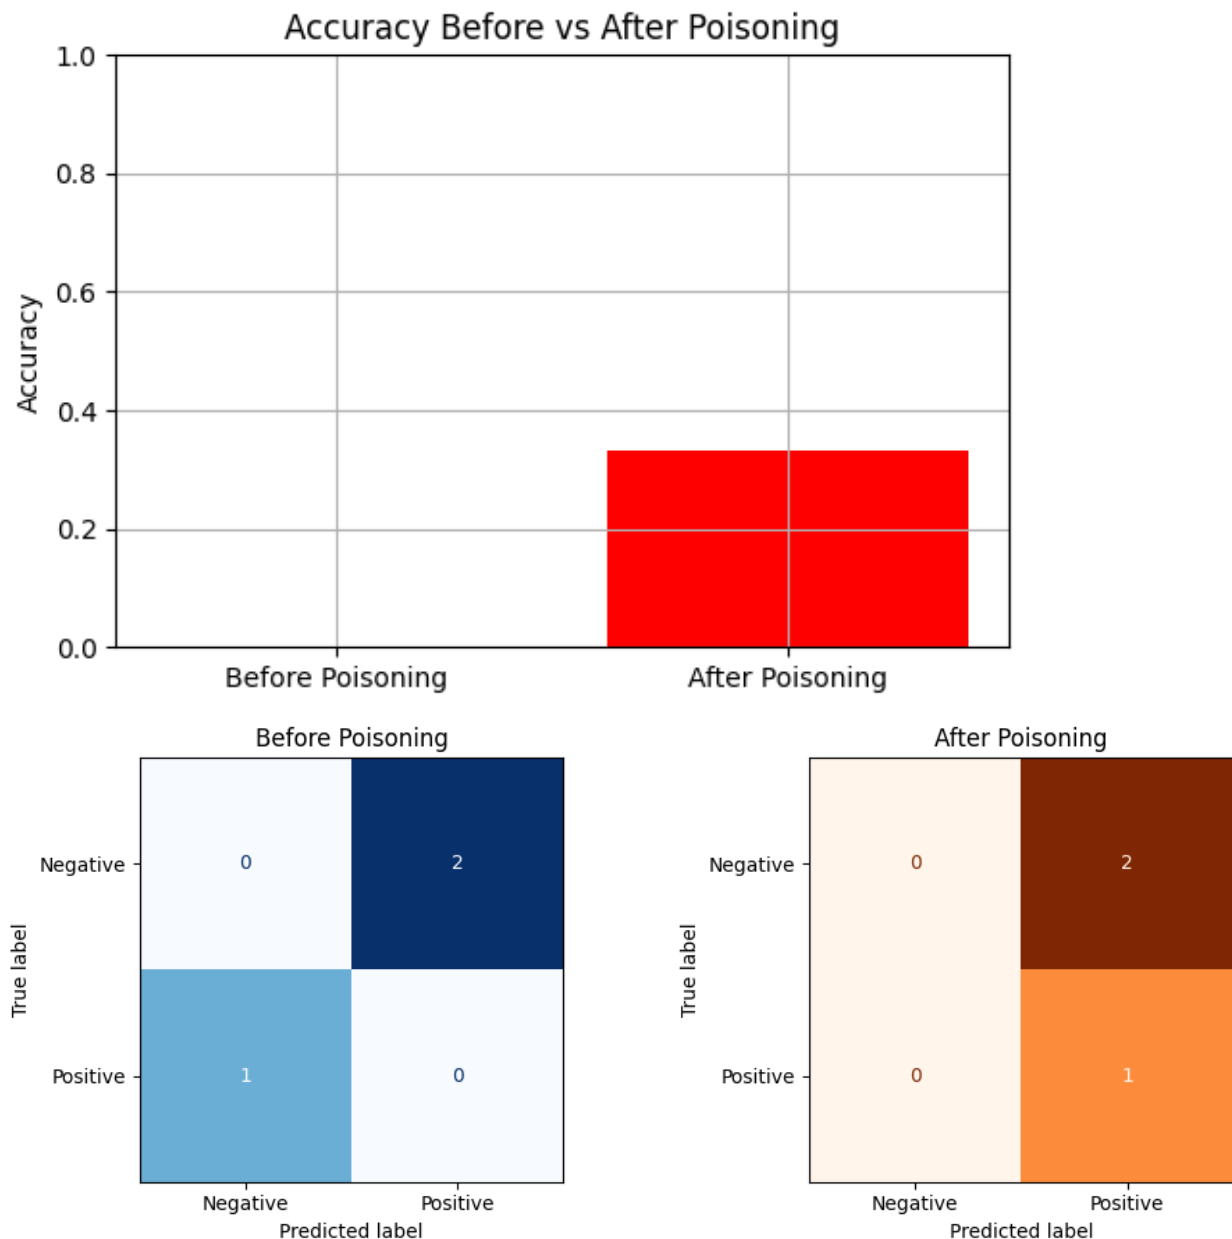 Accuracy Before vs After Poisoning
1.0
0.8
0.6
0.4
0.2
0.0
Accuracy
Before Poisoning After Poisoning
Before Poisoning
Negative 0 2
Positive 1 0
True label
Negative Positive
Predicted label
After Poisoning
Negative 0 2
Positive 0 1
True label
Negative Positive
Predicted label